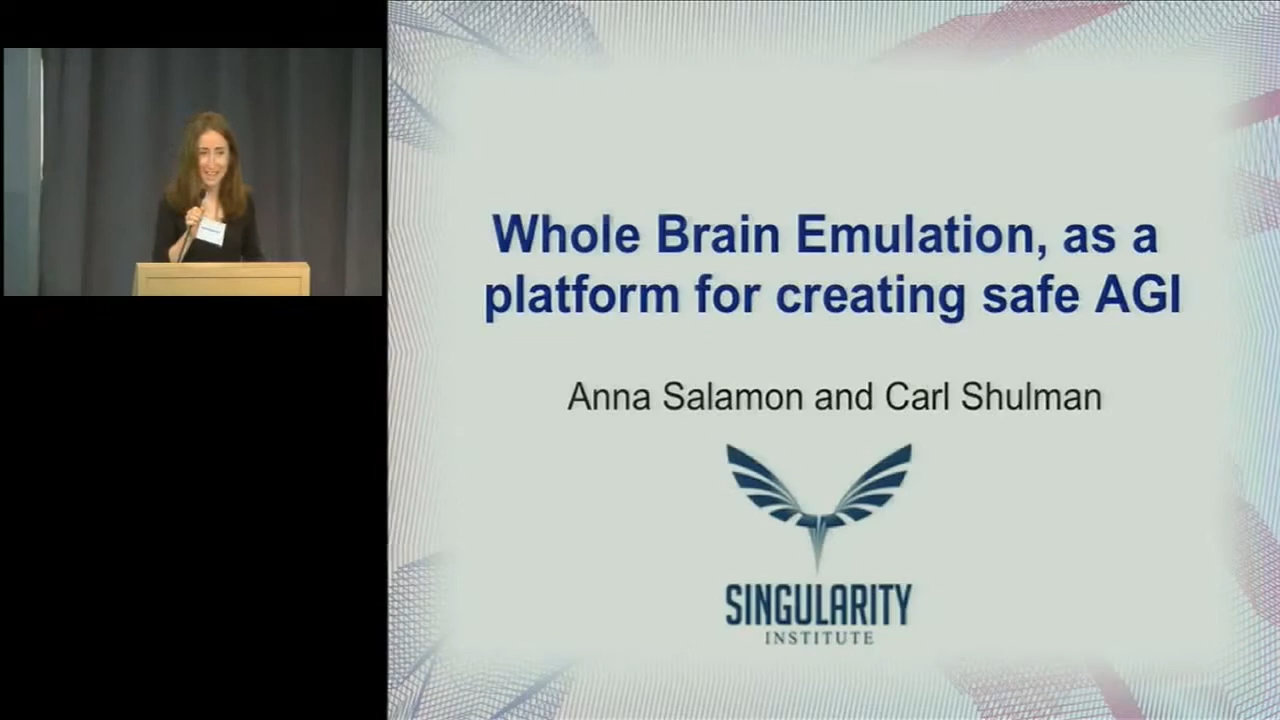 Whole Brain Emulation, as a
platform for creating safe AGI
Anna Salamon and Carl Shulman
SINGULARITY
INSTITUTE